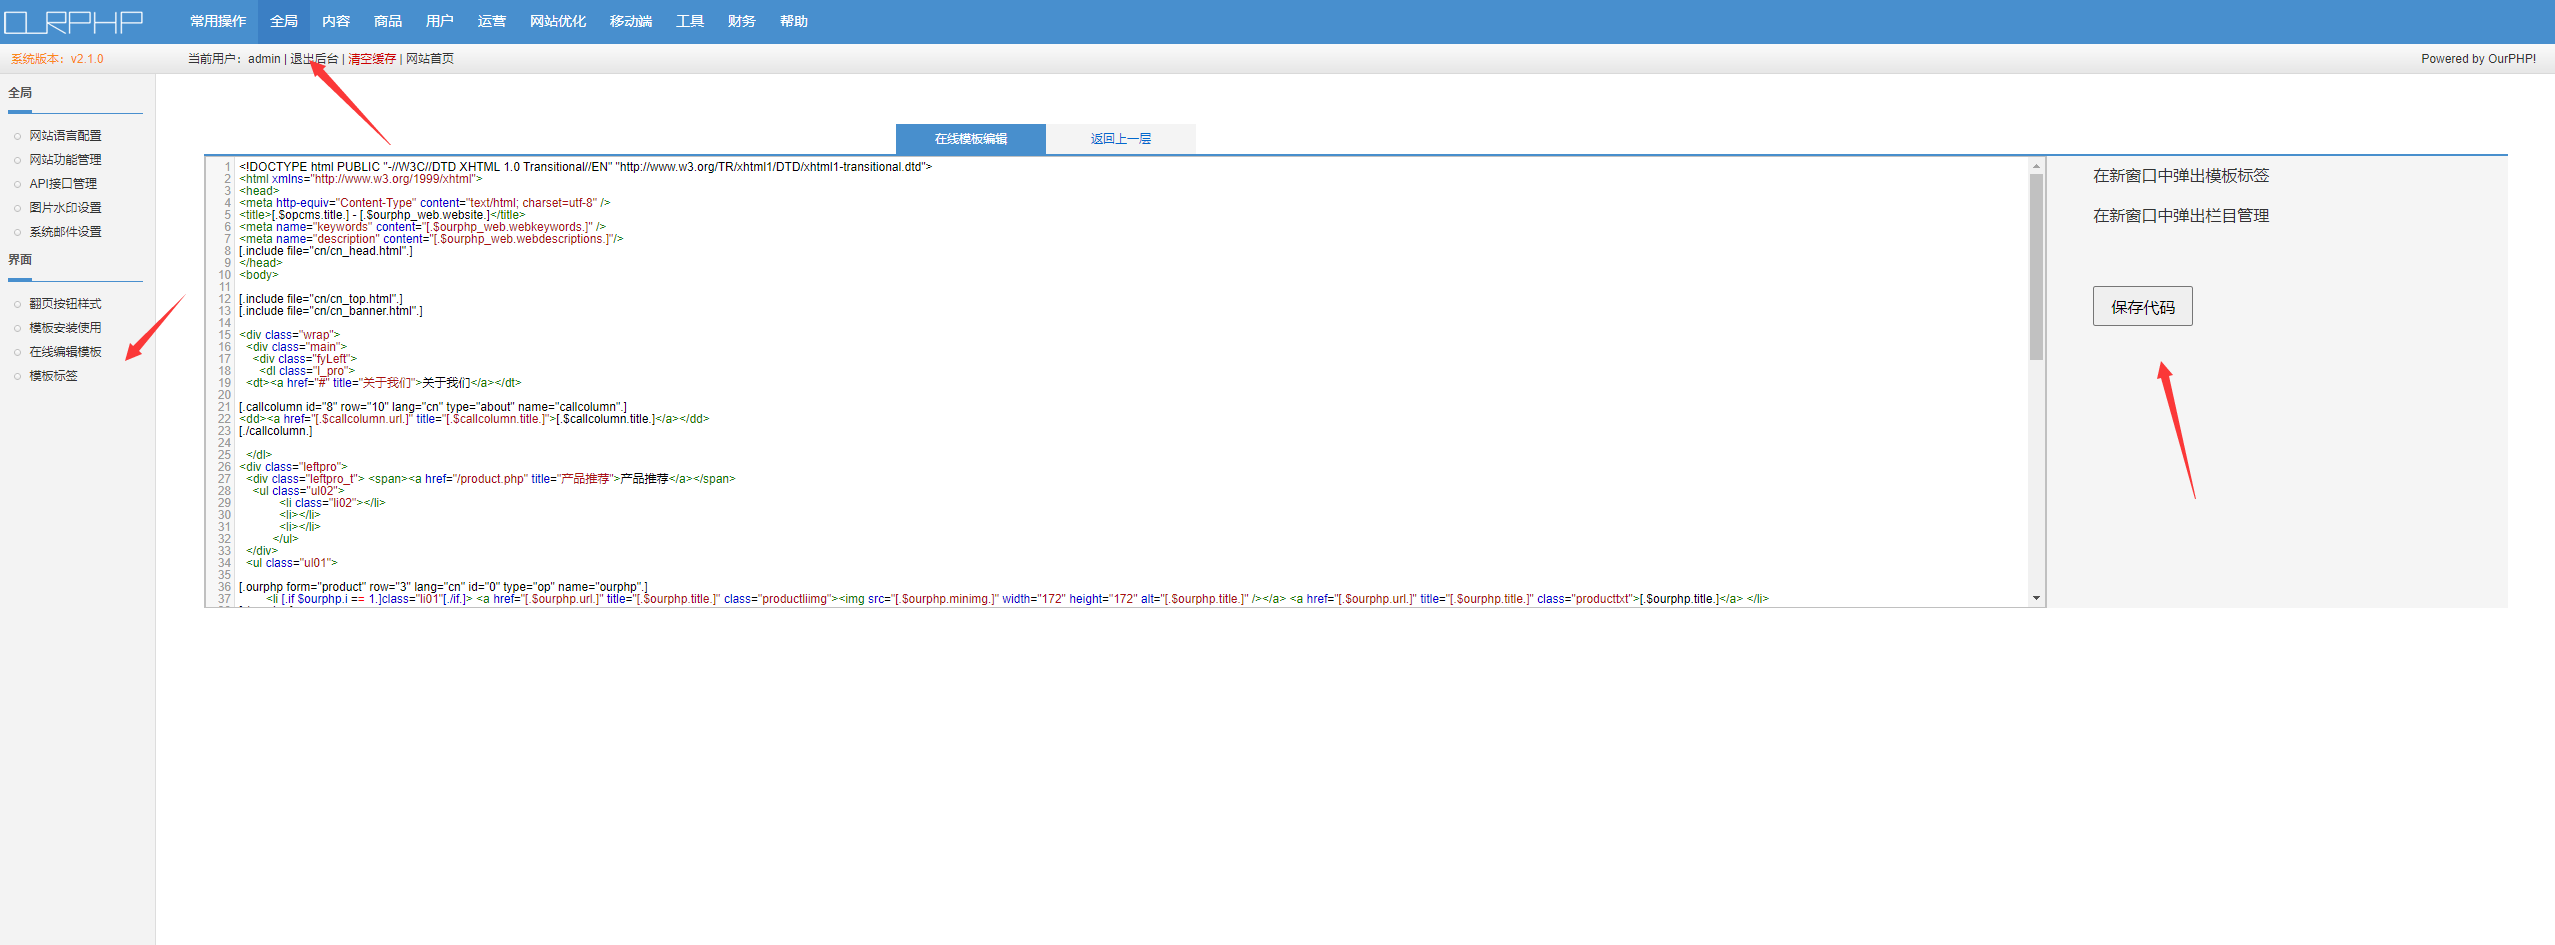 OURPHP
常用操作 全局 内容 商品 用户 运营 网站优化 移动端 工具 财务 帮助
系统版本：v2.1.0
当前用户：admin | 退出后台 | 清空缓存 | 网站首页
Powered by OurPHP!
全局
网站语言配置
网站功能管理
API接口管理
图片水印设置
系统邮件设置
界面
翻页按钮样式
模板安装使用
在线编辑模板
模板标签
在线模板编辑 返回上一层
1 <!DOCTYPE html PUBLIC "-//W3C//DTD XHTML 1.0 Transitional//EN" "http://www.w3.org/TR/xhtml1/DTD/xhtml1-transitional.dtd">
2 <html xmlns="http://www.w3.org/1999/xhtml">
3 <head>
4 <meta http-equiv="Content-Type" content="text/html; charset=utf-8" />
5 <title>[.$opcms.title.] - [.$ourphp_web.website.]</title>
6 <meta name="keywords" content="[.$ourphp_web.webkeywords.]" />
7 <meta name="description" content="[.$ourphp_web.webdescriptions.]"/>
8 [.include file="cn/cn_head.html".]
9 </head>
10 <body>
11
12 [.include file="cn/cn_top.html".]
13 [.include file="cn/cn_banner.html".]
14
15 <div class="wrap">
16 <div class="main">
17 <div class="fyLeft">
18 <dl class="l_pro">
19 <dt><a href="#" title="关于我们">关于我们</a></dt>
20
21 [.callcolumn id="8" row="10" lang="cn" type="about" name="callcolumn".]
22 <dd><a href="[.$callcolumn.url.]" title="[.$callcolumn.title.]">[.$callcolumn.title.]</a></dd>
23 [./callcolumn.]
24
25 </dl>
26 <div class="leftpro">
27 <div class="leftpro_t"> <span><a href="/product.php" title="产品推荐">产品推荐</a></span>
28 <ul class="ul02">
29 <li class="li02"></li>
30 <li></li>
31 <li></li>
32 </ul>
33 </div>
34 <ul class="ul01">
35
36 [.ourphp form="product" row="3" lang="cn" id="0" type="op" name="ourphp".]
37 <li [.if $ourphp.i == 1.]class="li01"[./if.]> <a href="[.$ourphp.url.]" title="[.$ourphp.title.]" class="productliimg"><img src="[.$ourphp.minimg.]" width="172" height="172" alt="[.$ourphp.title.]" /></a> <a href="[.$ourphp.url.]" title="[.$ourphp.title.]" class="producttxt">[.$ourphp.title.]</a> </li>
在新窗口中弹出模板标签
在新窗口中弹出栏目管理
保存代码